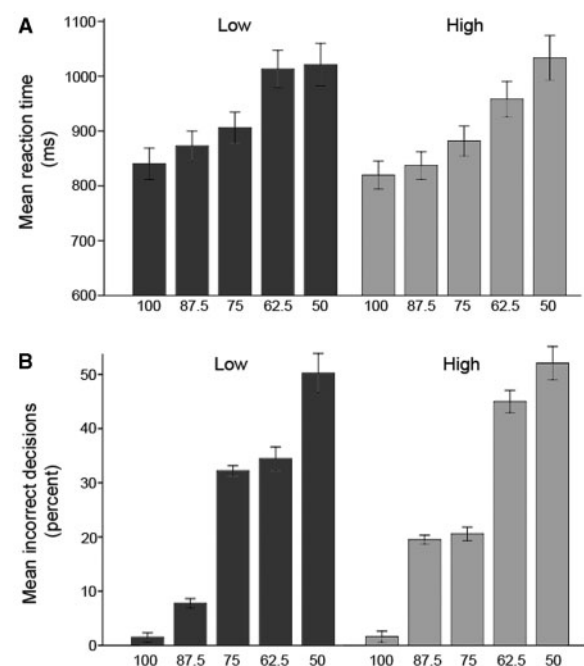 A
Low
High
Mean reaction time
(ms)
1100
1000
900
800
700
600
100 87.5 75 62.5 50 100 87.5 75 62.5 50
B
Low
High
Mean incorrect decisions
(percent)
50
40
30
20
10
0
100 87.5 75 62.5 50 100 87.5 75 62.5 50